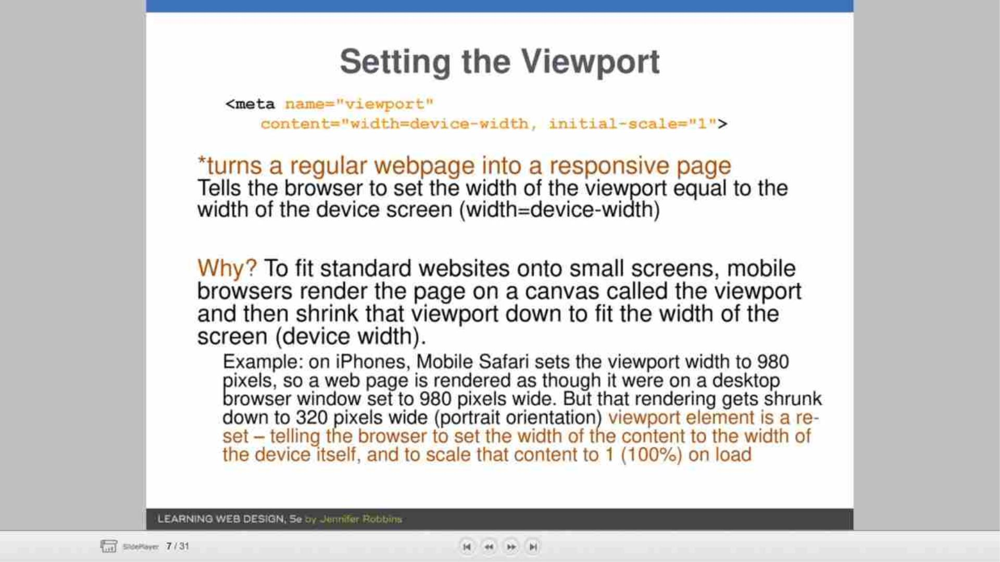 Setting the Viewport
<meta name="viewport"
content="width=device-width, initial-scale="1">
*turns a regular webpage into a responsive page
Tells the browser to set the width of the viewport equal to the
width of the device screen (width=device-width)
Why? To fit standard websites onto small screens, mobile
browsers render the page on a canvas called the viewport
and then shrink that viewport down to fit the width of the
screen (device width).
Example: on iPhones, Mobile Safari sets the viewport width to 980
pixels, so a web page is rendered as though it were on a desktop
browser window set to 980 pixels wide. But that rendering gets shrunk
down to 320 pixels wide (portrait orientation) viewport element is a re-
set – telling the browser to set the width of the content to the width of
the device itself, and to scale that content to 1 (100%) on load
LEARNING WEB DESIGN, 5e by Jennifer Robbins
SlidePlayer 7 / 31